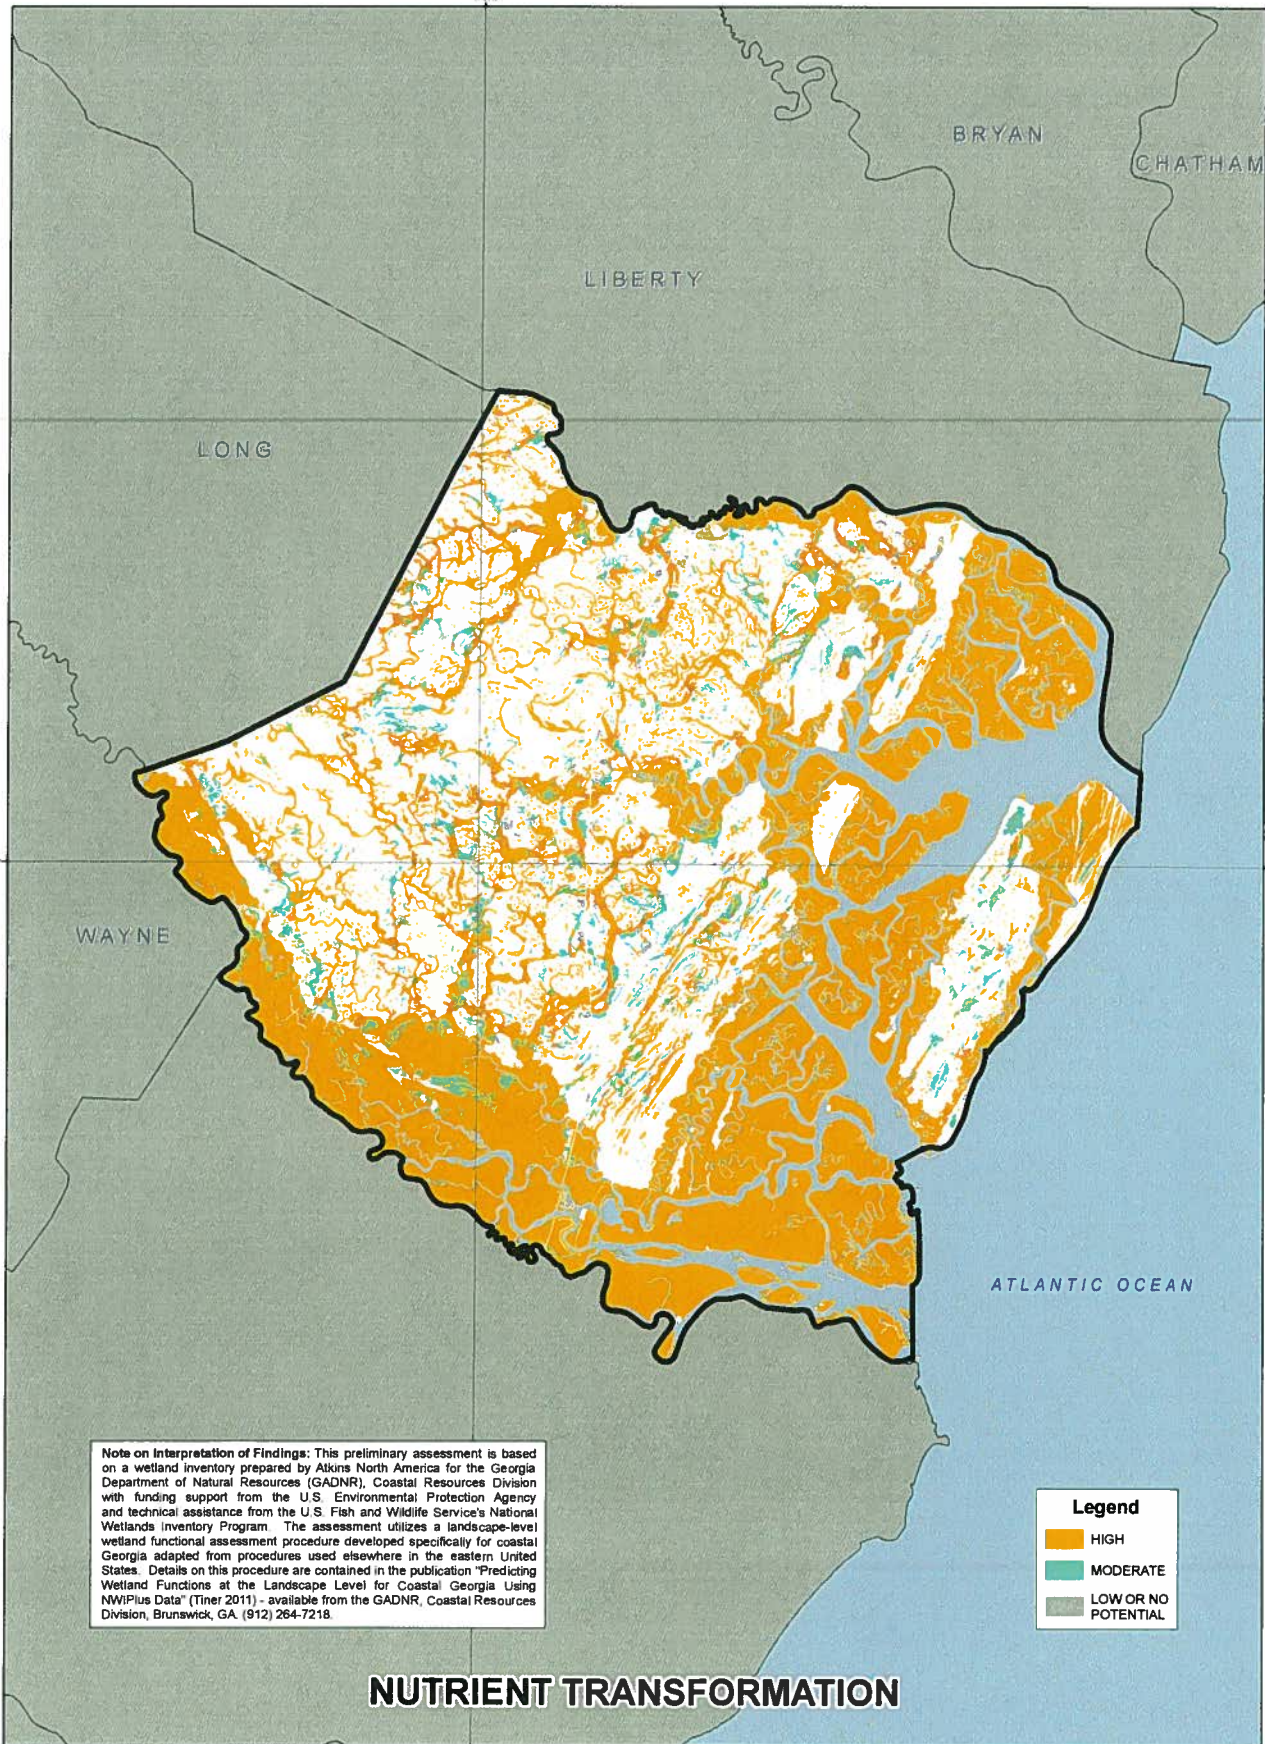 BRYAN
CHATHAM
LIBERTY
LONG
WAYNE
ATLANTIC OCEAN
Note on Interpretation of Findings: This preliminary assessment is based
on a wetland inventory prepared by Atkins North America for the Georgia
Department of Natural Resources (GADNR), Coastal Resources Division
with funding support from the U.S. Environmental Protection Agency
and technical assistance from the U.S. Fish and Wildlife Service's National
Wetlands Inventory Program. The assessment utilizes a landscape-level
wetland functional assessment procedure developed specifically for coastal
Georgia adapted from procedures used elsewhere in the eastern United
States. Details on this procedure are contained in the publication "Predicting
Wetland Functions at the Landscape Level for Coastal Georgia Using
NWIPlus Data" (Tiner 2011) - available from the GADNR, Coastal Resources
Division, Brunswick, GA. (912) 264-7218.
Legend
HIGH
MODERATE
LOW OR NO
POTENTIAL
NUTRIENT TRANSFORMATION